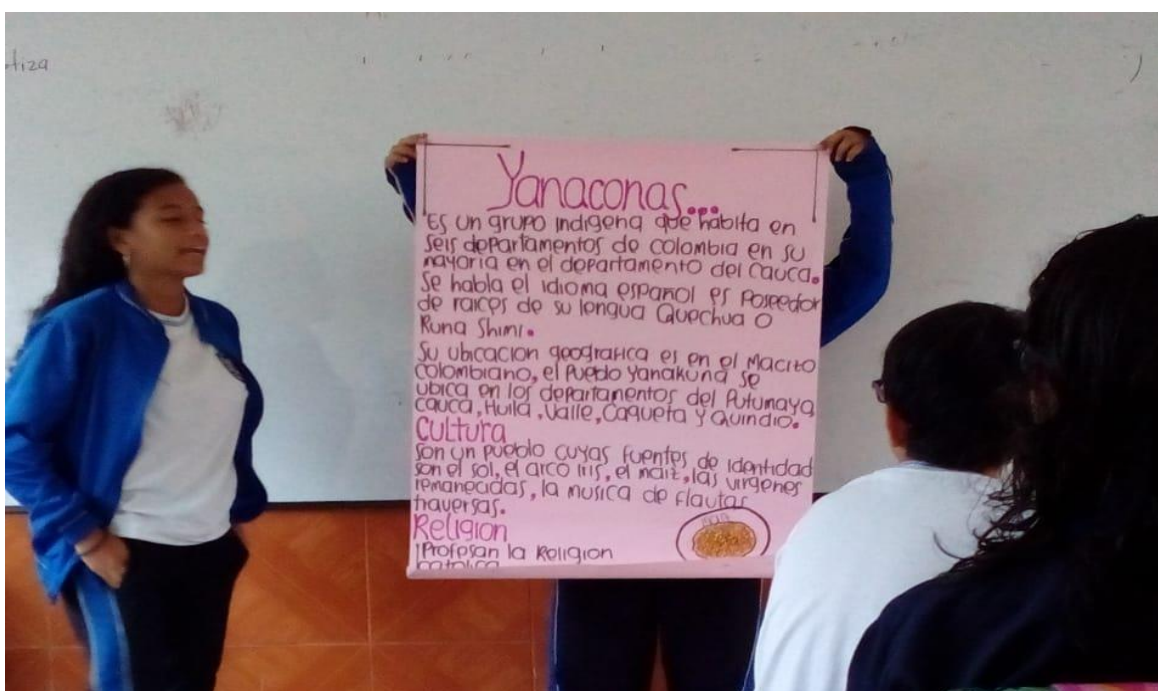 tiza
Yanaconas...
Es un grupo indigena que habita en
seis departamentos de colombia en su
mayoria en el departamento del cauca.
Se habla el idioma español es poseedor
de raices de su lengua Quechua O
Runa Shimi.
Su ubicacion geografica es en el Macito
colombiano, el Pueblo Yanakuna se
ubica en los departanentos del Putumayo,
cauca, Huila, Valle, Caqueta y Quindio.
Cultura
son un pueblo cuyas fuentes de identidad
son el sol, el arco iris, el maiz, las virgenes
remanecidas, la musica de flautas
traversas.
Religion
Profesan la Religion
catolica